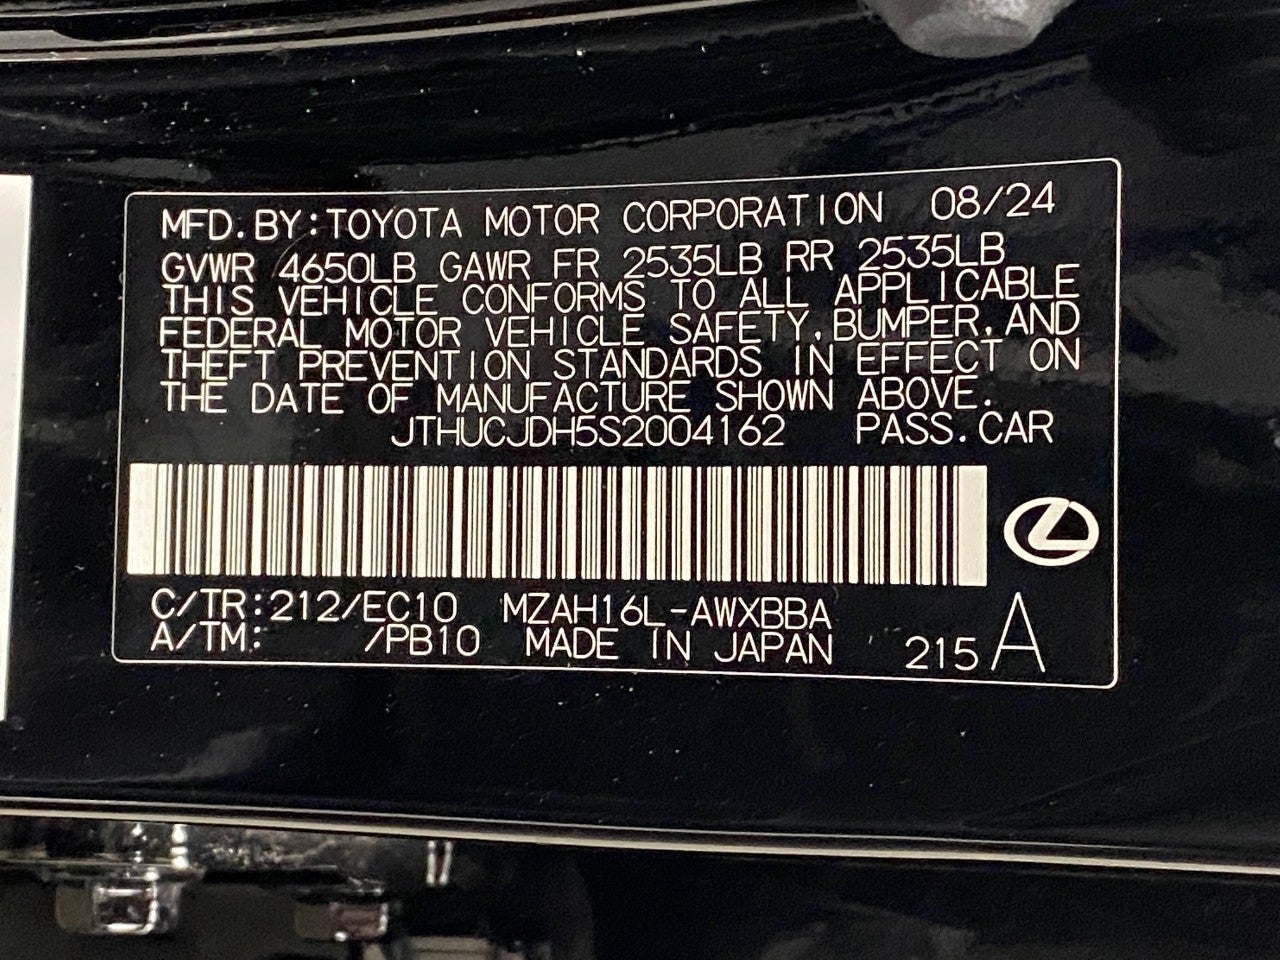 MFD.BY:TOYOTA MOTOR CORPORATION 08/24
GVWR 4650LB GAWR FR 2535LB RR 2535LB
THIS VEHICLE CONFORMS TO ALL APPLICABLE
FEDERAL MOTOR VEHICLE SAFETY,BUMPER,AND
THEFT PREVENTION STANDARDS IN EFFECT ON
THE DATE OF MANUFACTURE SHOWN ABOVE.
JTHUCJDH5S2004162 PASS.CAR
C/TR:212/EC10 MZAH16L-AWXBBA
A/TM: /PB10 MADE IN JAPAN 215 A